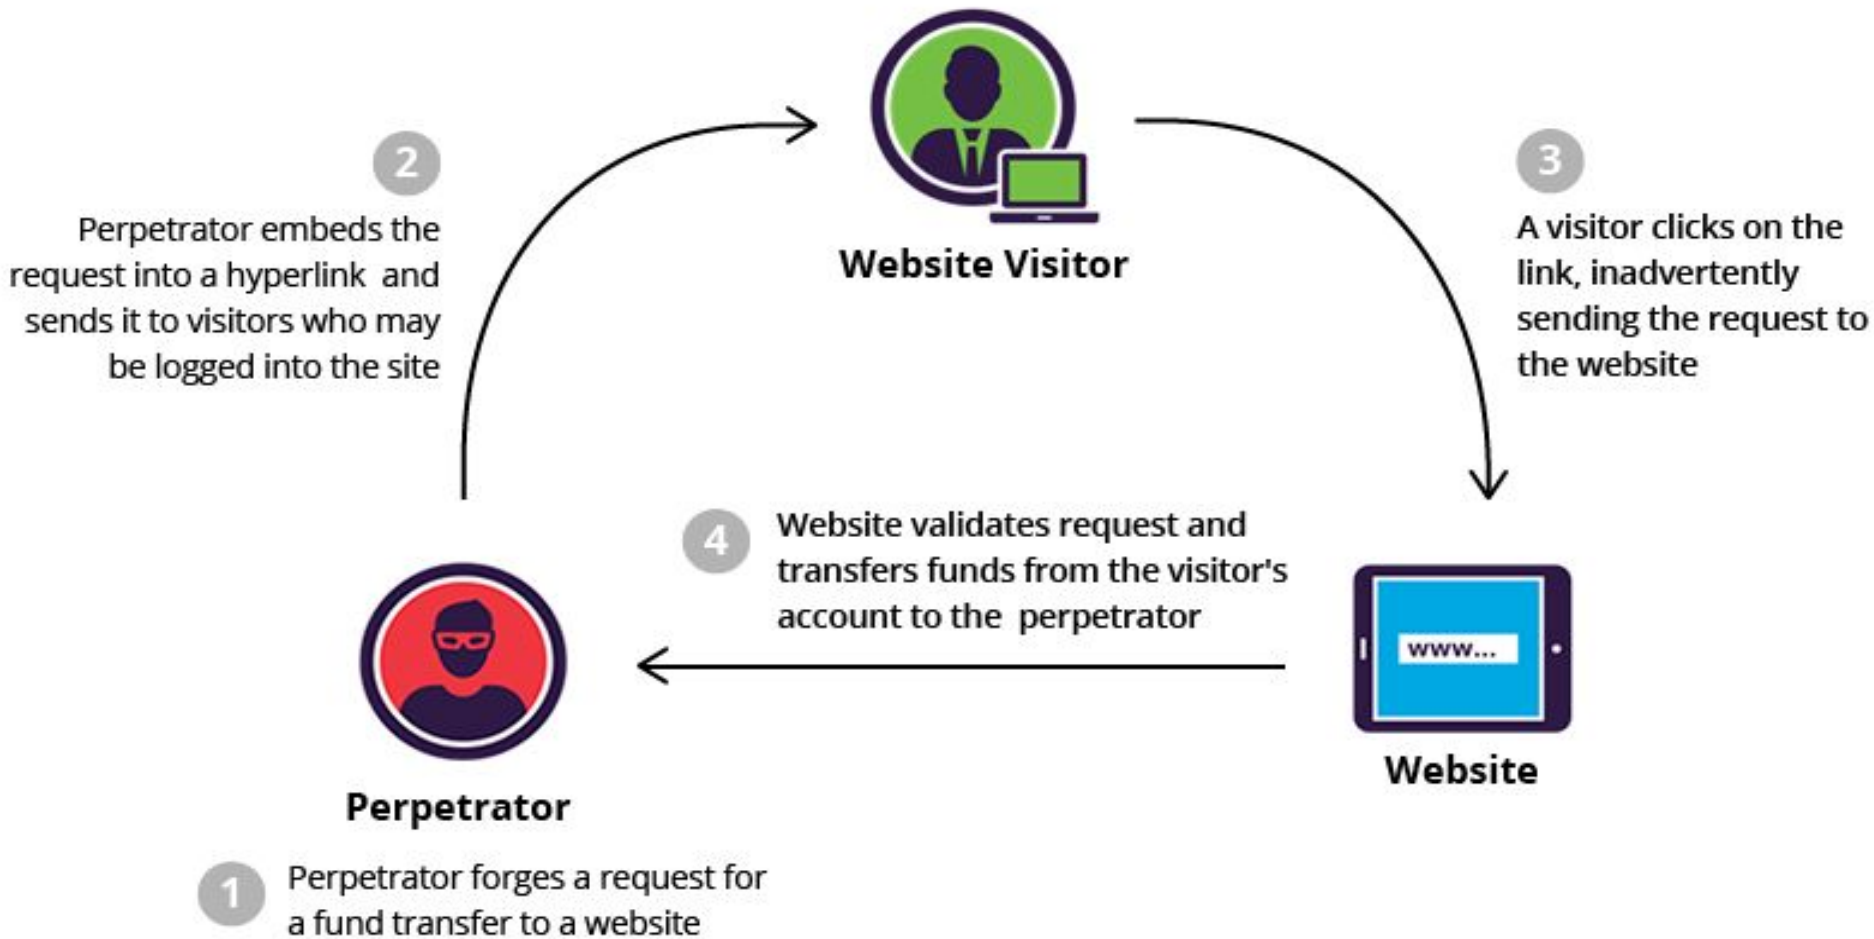 2
Perpetrator embeds the
request into a hyperlink and
sends it to visitors who may
be logged into the site
Website Visitor
3
A visitor clicks on the
link, inadvertently
sending the request to
the website
4
Website validates request and
transfers funds from the visitor's
account to the perpetrator
www...
Website
Perpetrator
1
Perpetrator forges a request for
a fund transfer to a website